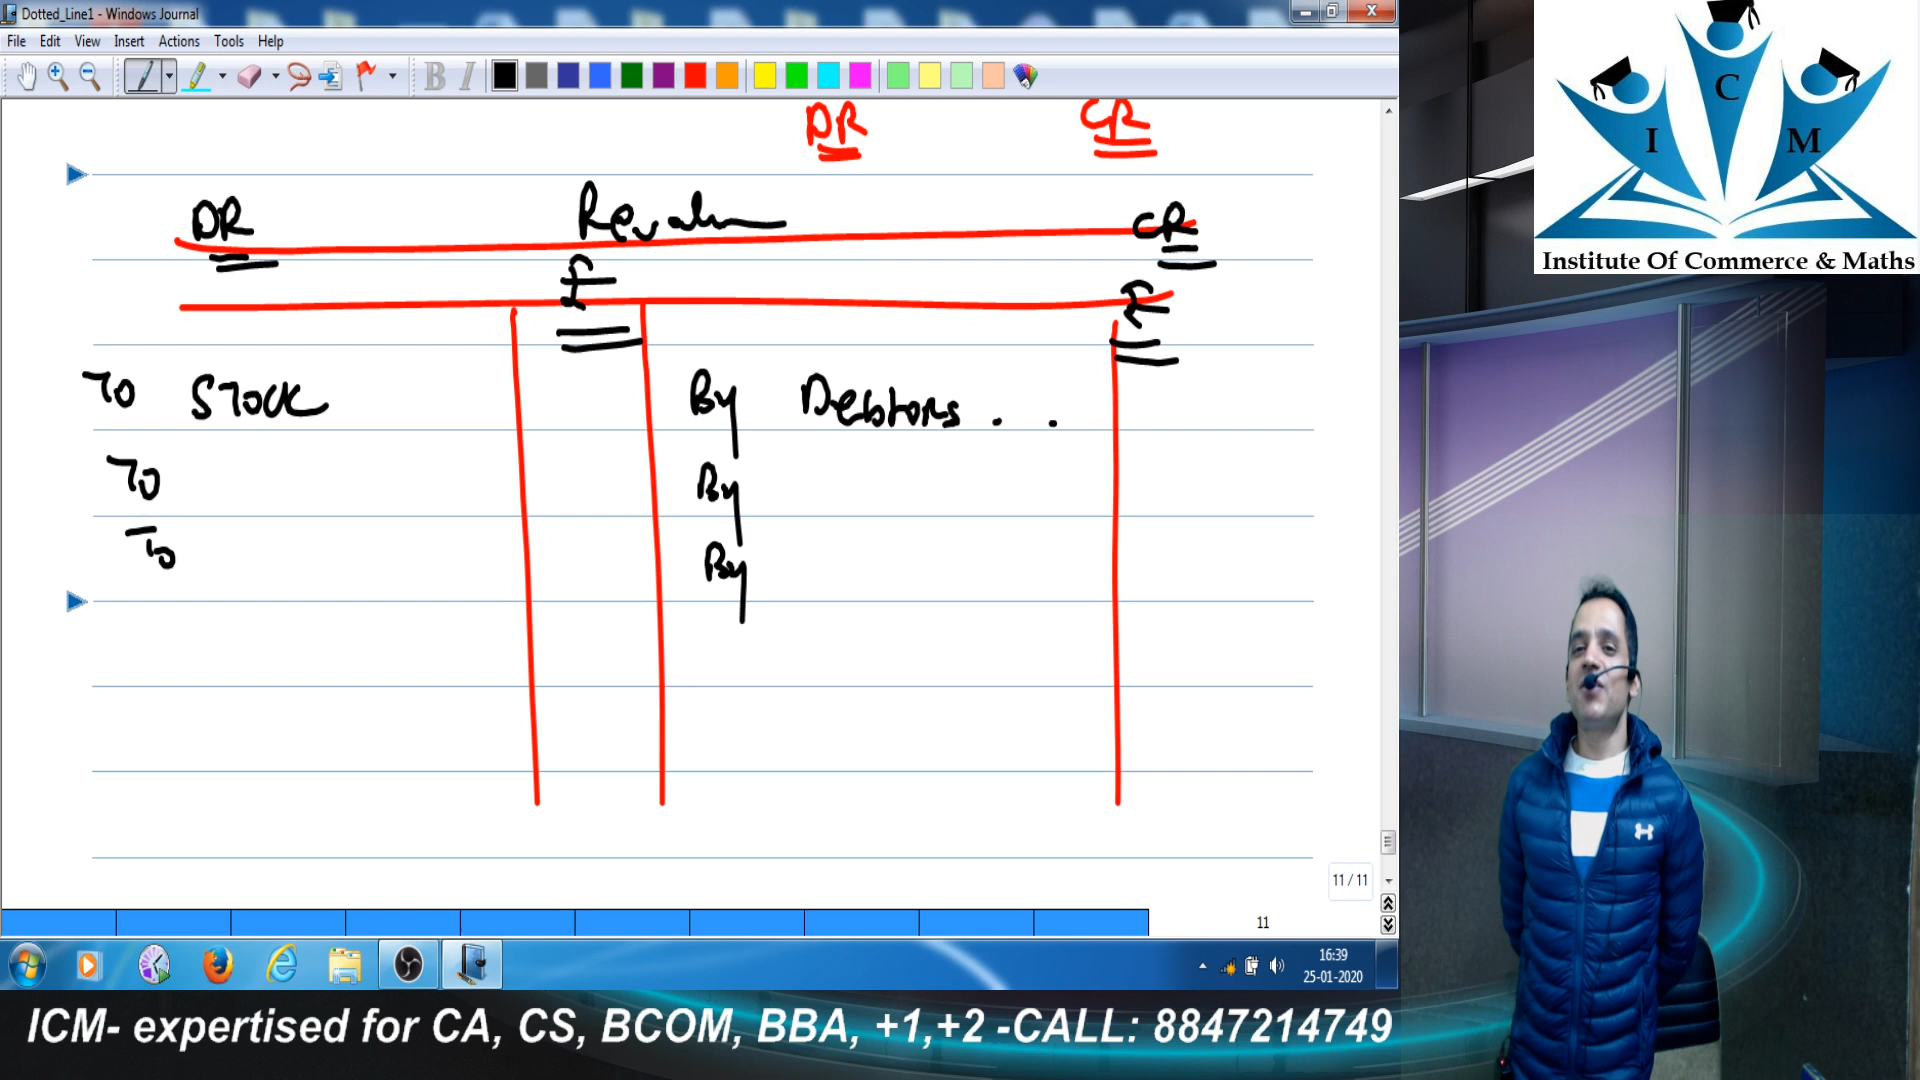 Dotted_Line1 - Windows Journal
File Edit View Insert Actions Tools Help
B I
DR CR
DR CR
₹ ₹
To Stock By Debtors . .
To By
To By
11 / 11
11
16:39
25-01-2020
I C M
Institute Of Commerce & Maths
ICM- expertised for CA, CS, BCOM, BBA, +1,+2 -CALL: 8847214749